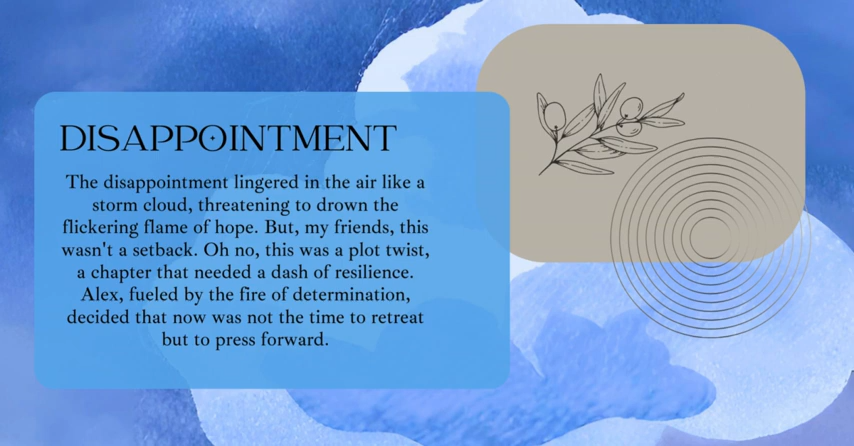 DISAPPOINTMENT
The disappointment lingered in the air like a
storm cloud, threatening to drown the
flickering flame of hope. But, my friends, this
wasn't a setback. Oh no, this was a plot twist,
a chapter that needed a dash of resilience.
Alex, fueled by the fire of determination,
decided that now was not the time to retreat
but to press forward.